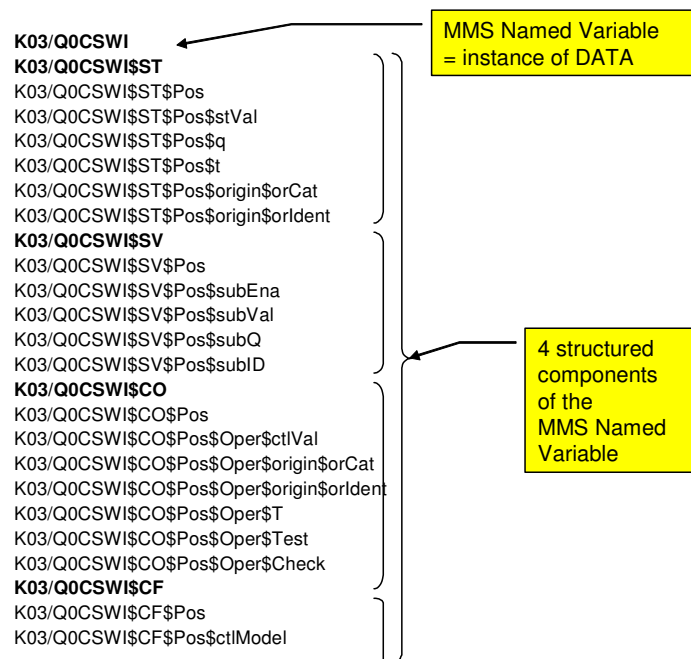 MMS Named Variable
= instance of DATA
K03/Q0CSWI
K03/Q0CSWI$ST
K03/Q0CSWI$ST$Pos
K03/Q0CSWI$ST$Pos$stVal
K03/Q0CSWI$ST$Pos$q
K03/Q0CSWI$ST$Pos$t
K03/Q0CSWI$ST$Pos$origin$orCat
K03/Q0CSWI$ST$Pos$origin$orIdent
K03/Q0CSWI$SV
K03/Q0CSWI$SV$Pos
K03/Q0CSWI$SV$Pos$subEna
K03/Q0CSWI$SV$Pos$subVal
K03/Q0CSWI$SV$Pos$subQ
K03/Q0CSWI$SV$Pos$subID
K03/Q0CSWI$CO
K03/Q0CSWI$CO$Pos
K03/Q0CSWI$CO$Pos$Oper$ctlVal
K03/Q0CSWI$CO$Pos$Oper$origin$orCat
K03/Q0CSWI$CO$Pos$Oper$origin$orIdent
K03/Q0CSWI$CO$Pos$Oper$T
K03/Q0CSWI$CO$Pos$Oper$Test
K03/Q0CSWI$CO$Pos$Oper$Check
K03/Q0CSWI$CF
K03/Q0CSWI$CF$Pos
K03/Q0CSWI$CF$Pos$ctlModel
4 structured
components
of the
MMS Named
Variable